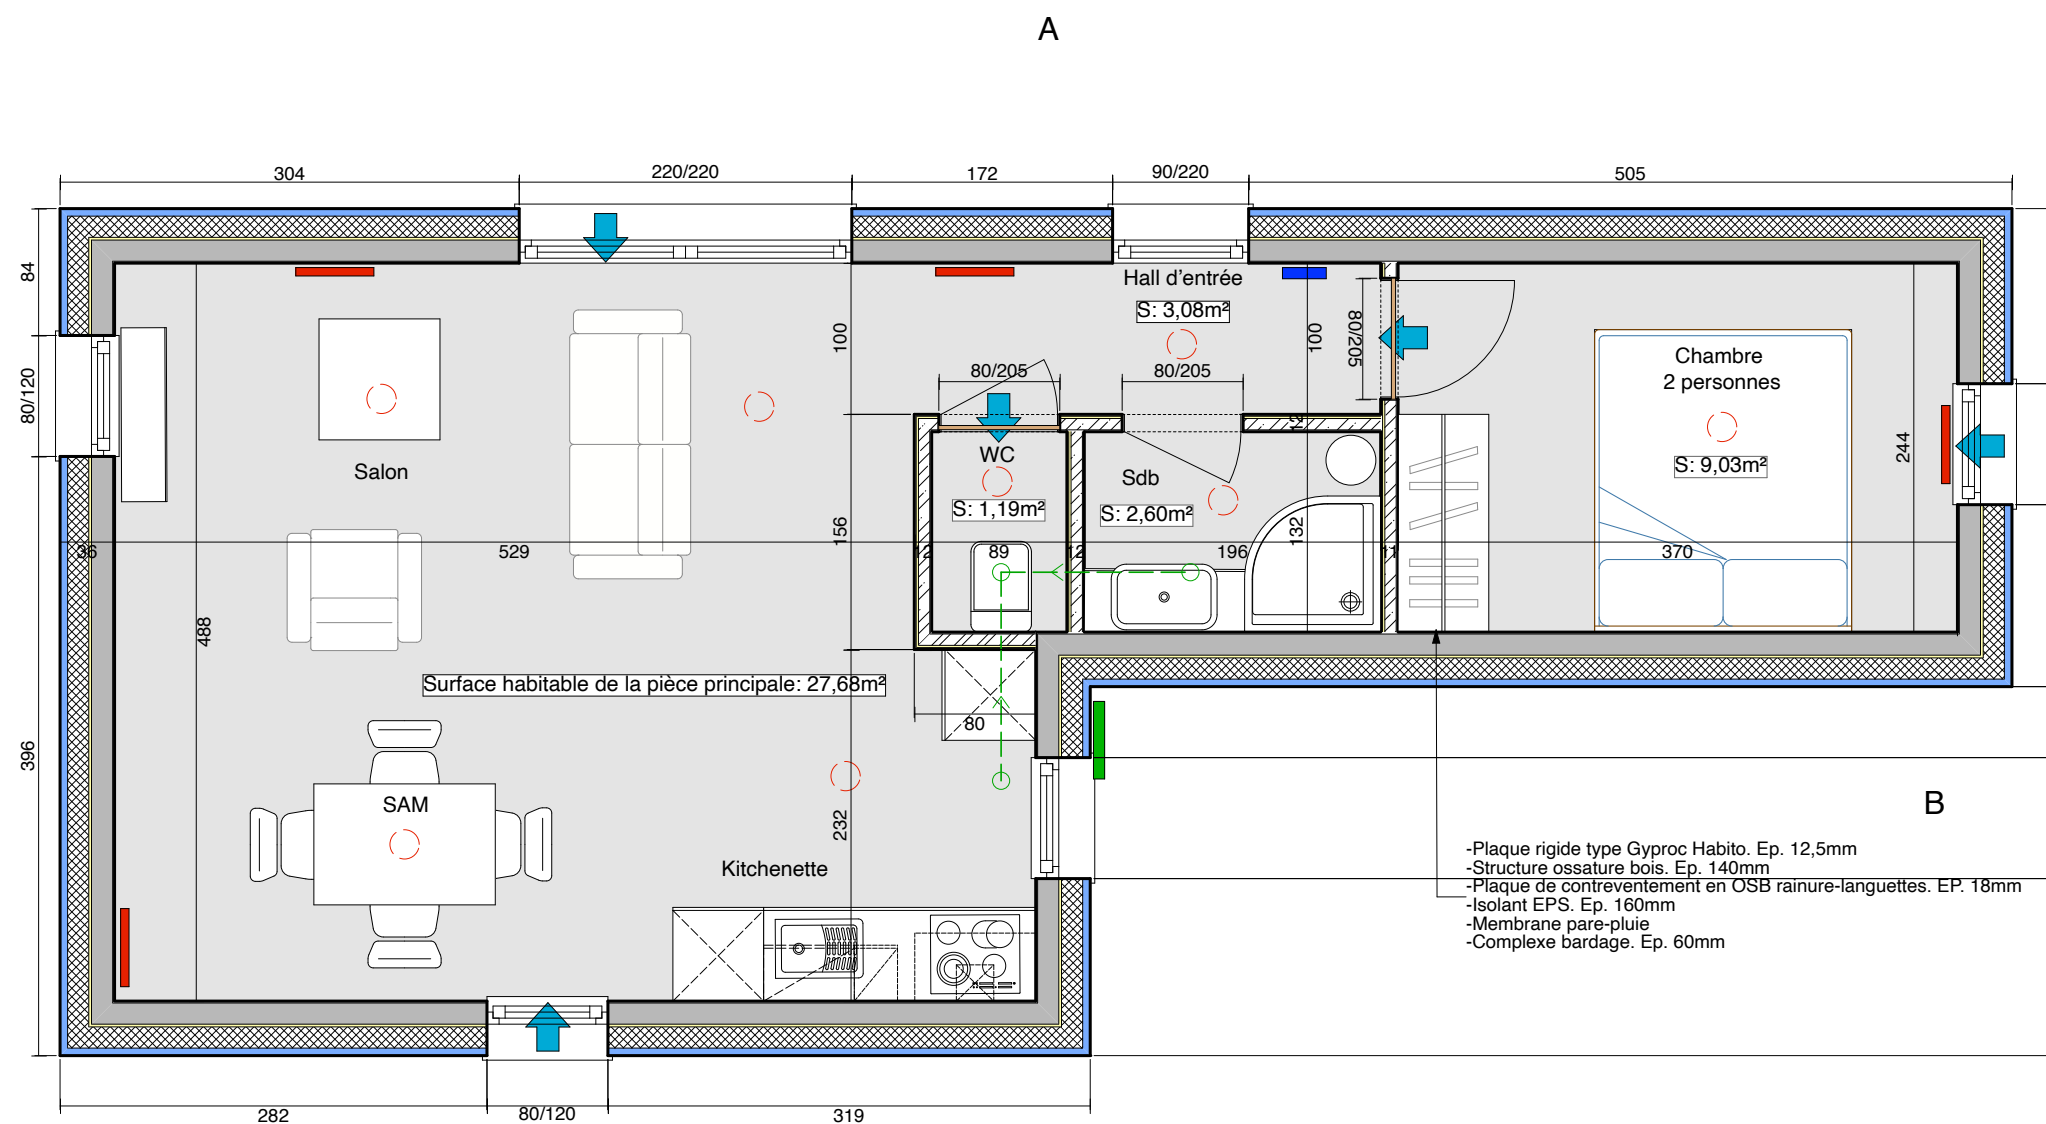 A
304
220/220
172
90/220
505
84
80/120
396
Hall d’entrée
S: 3,08m²
100
100
80/205
80/205
80/205
12
Chambre
2 personnes
S: 9,03m²
244
Salon
WC
S: 1,19m²
Sdb
S: 2,60m²
156
132
36
529
12
89
12
196
11
370
488
Surface habitable de la pièce principale: 27,68m²
80
SAM
232
Kitchenette
B
-Plaque rigide type Gyproc Habito. Ep. 12,5mm
-Structure ossature bois. Ep. 140mm
-Plaque de contreventement en OSB rainure-languettes. EP. 18mm
-Isolant EPS. Ep. 160mm
-Membrane pare-pluie
-Complexe bardage. Ep. 60mm
282
80/120
319